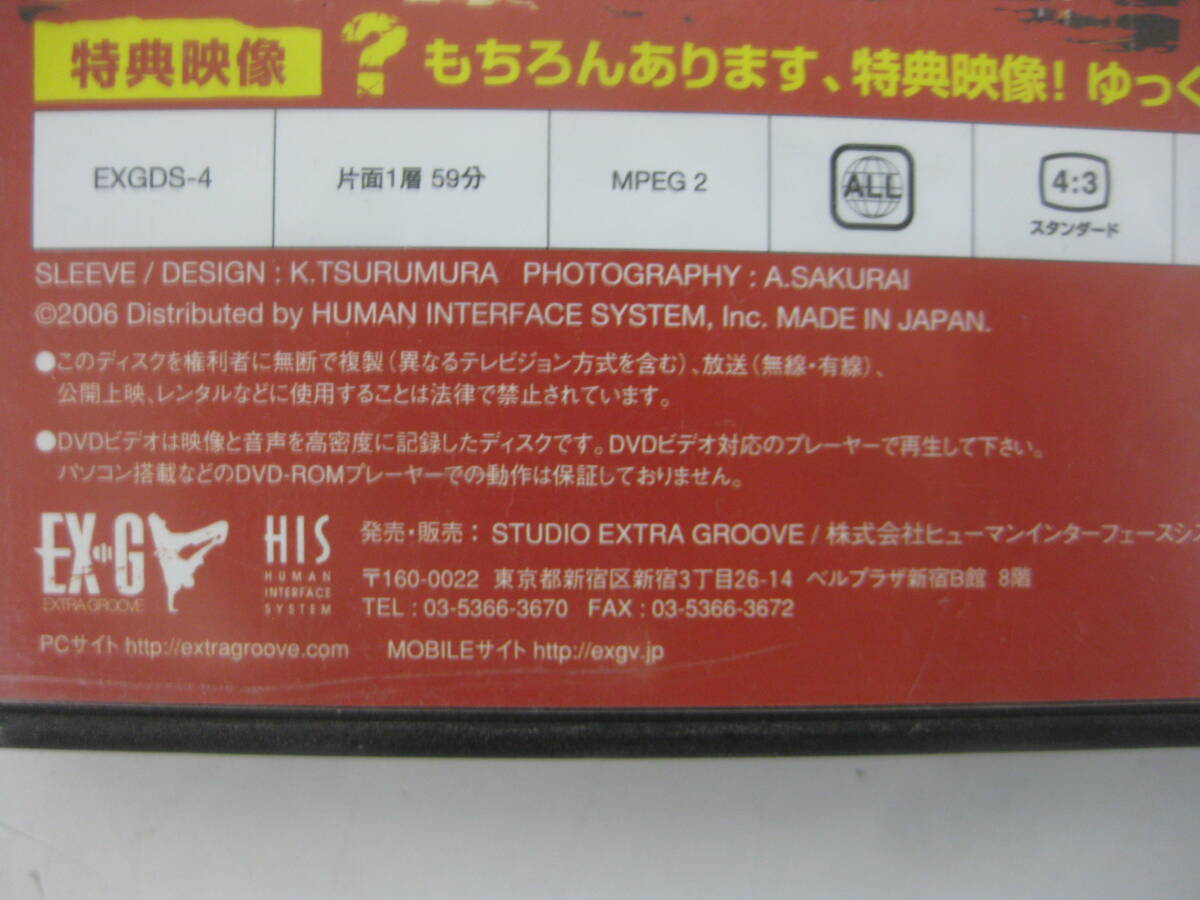 特典映像 ? もちろんあります、特典映像! ゆっく
EXGDS-4 片面1層 59分 MPEG 2 ALL 4:3
スタンダード
SLEEVE / DESIGN : K.TSURUMURA PHOTOGRAPHY : A.SAKURAI
©2006 Distributed by HUMAN INTERFACE SYSTEM, Inc. MADE IN JAPAN.
●このディスクを権利者に無断で複製(異なるテレビジョン方式を含む)、放送(無線・有線)、
公開上映、レンタルなどに使用することは法律で禁止されています。
●DVDビデオは映像と音声を高密度に記録したディスクです。DVDビデオ対応のプレーヤーで再生して下さい。
パソコン搭載などのDVD-ROMプレーヤーでの動作は保証しておりません。
EX-G
EXTRA GROOVE
HIS
HUMAN
INTERFACE
SYSTEM
発売・販売: STUDIO EXTRA GROOVE / 株式会社ヒューマンインターフェースシス
〒160-0022 東京都新宿区新宿3丁目26-14 ベルプラザ新宿B館 8階
TEL : 03-5366-3670 FAX : 03-5366-3672
PCサイト http://extragroove.com MOBILEサイト http://exgv.jp